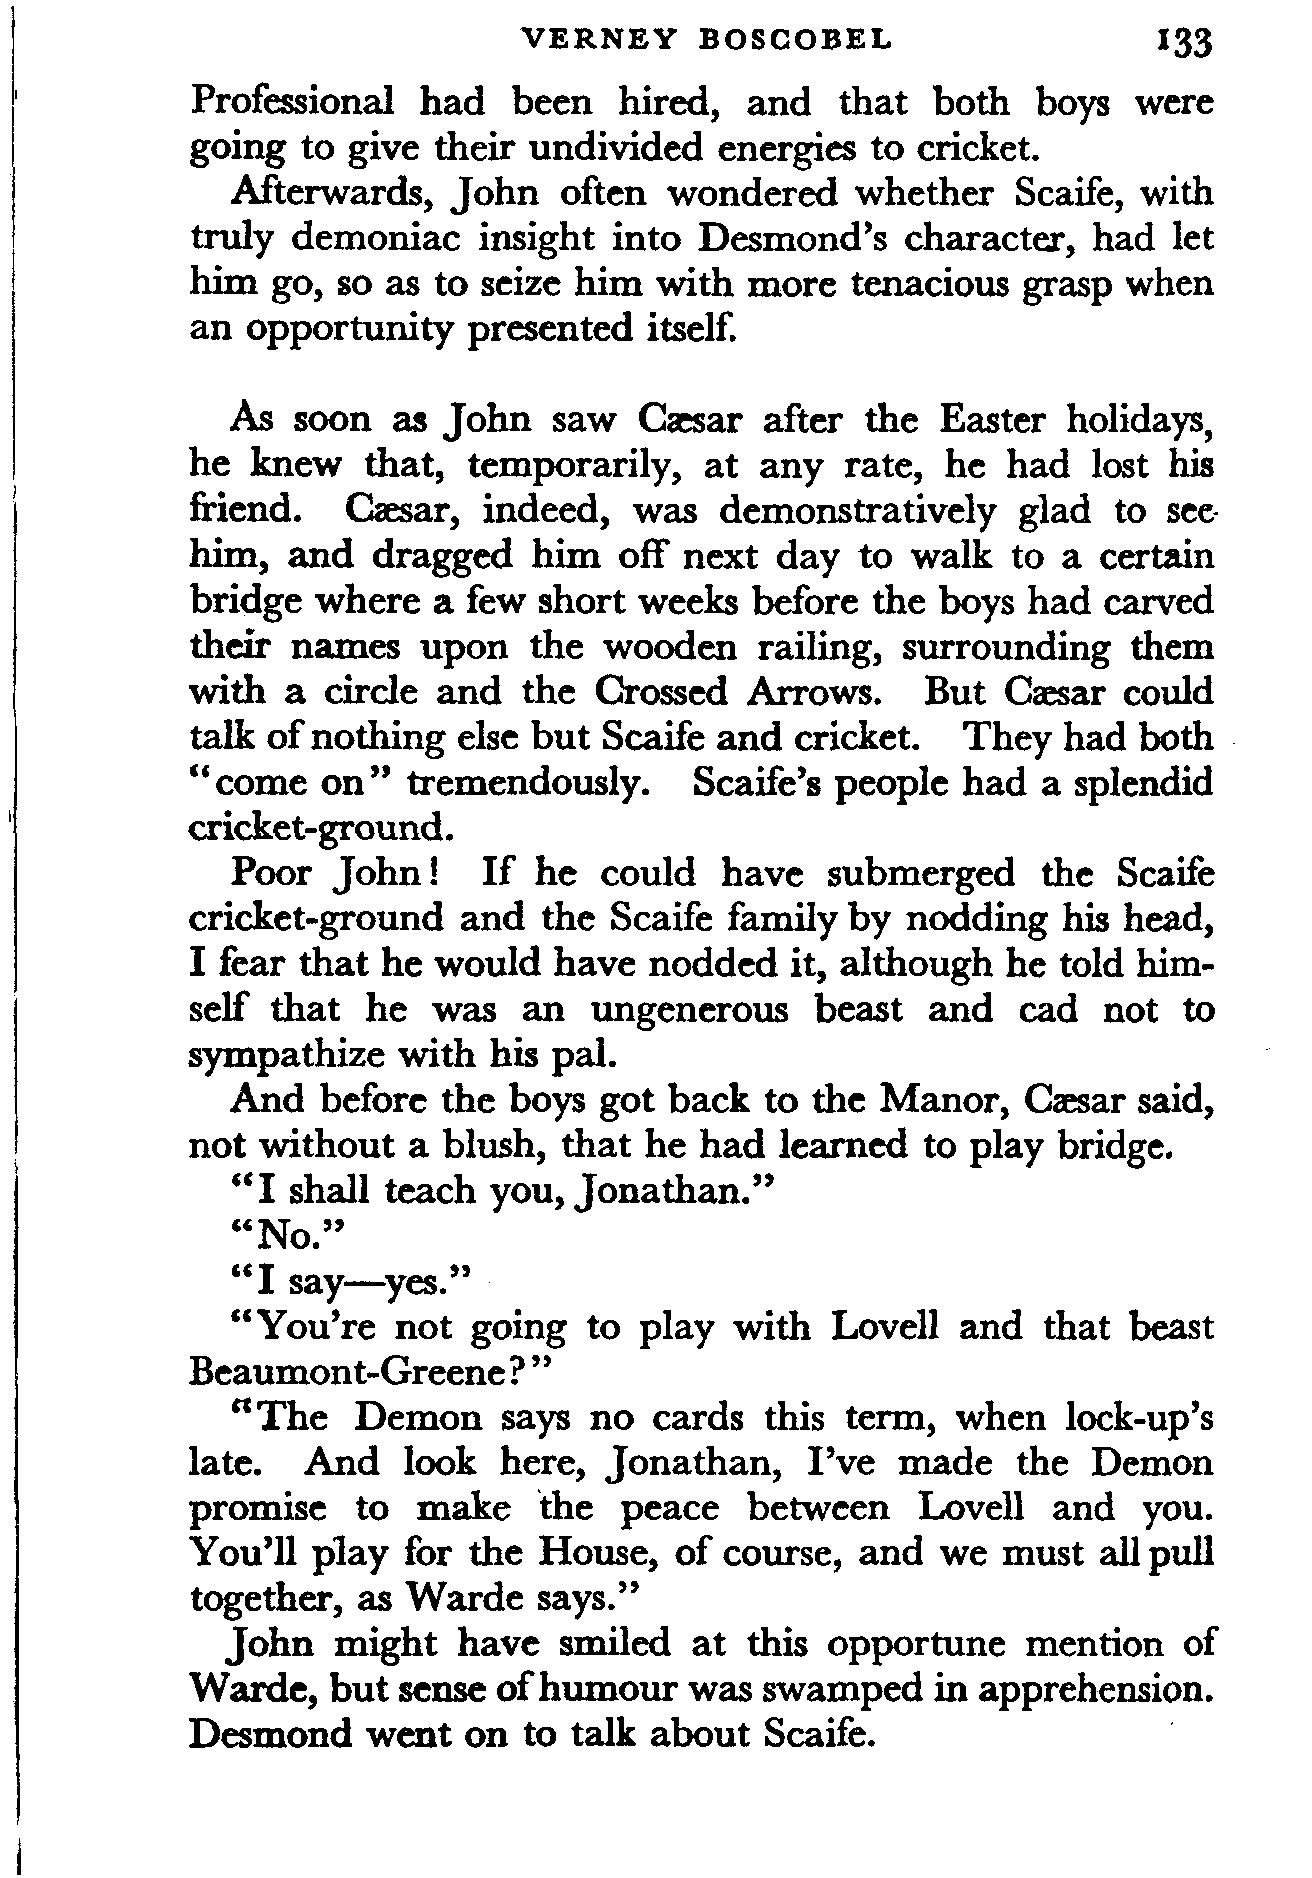 VERNEY BOSCOBEL 133
Professional had been hired, and that both boys were
going to give their undivided energies to cricket.
Afterwards, John often wondered whether Scaife, with
truly demoniac insight into Desmond's character, had let
him go, so as to seize him with more tenacious grasp when
an opportunity presented itself.
As soon as John saw Cæsar after the Easter holidays,
he knew that, temporarily, at any rate, he had lost his
friend. Cæsar, indeed, was demonstratively glad to see
him, and dragged him off next day to walk to a certain
bridge where a few short weeks before the boys had carved
their names upon the wooden railing, surrounding them
with a circle and the Crossed Arrows. But Cæsar could
talk of nothing else but Scaife and cricket. They had both
“come on” tremendously. Scaife's people had a splendid
cricket-ground.
Poor John! If he could have submerged the Scaife
cricket-ground and the Scaife family by nodding his head,
I fear that he would have nodded it, although he told him-
self that he was an ungenerous beast and cad not to
sympathize with his pal.
And before the boys got back to the Manor, Cæsar said,
not without a blush, that he had learned to play bridge.
“I shall teach you, Jonathan.”
“No.”
“I say—yes.”
“You're not going to play with Lovell and that beast
Beaumont-Greene?”
“The Demon says no cards this term, when lock-up's
late. And look here, Jonathan, I've made the Demon
promise to make the peace between Lovell and you.
You'll play for the House, of course, and we must all pull
together, as Warde says.”
John might have smiled at this opportune mention of
Warde, but sense of humour was swamped in apprehension.
Desmond went on to talk about Scaife.